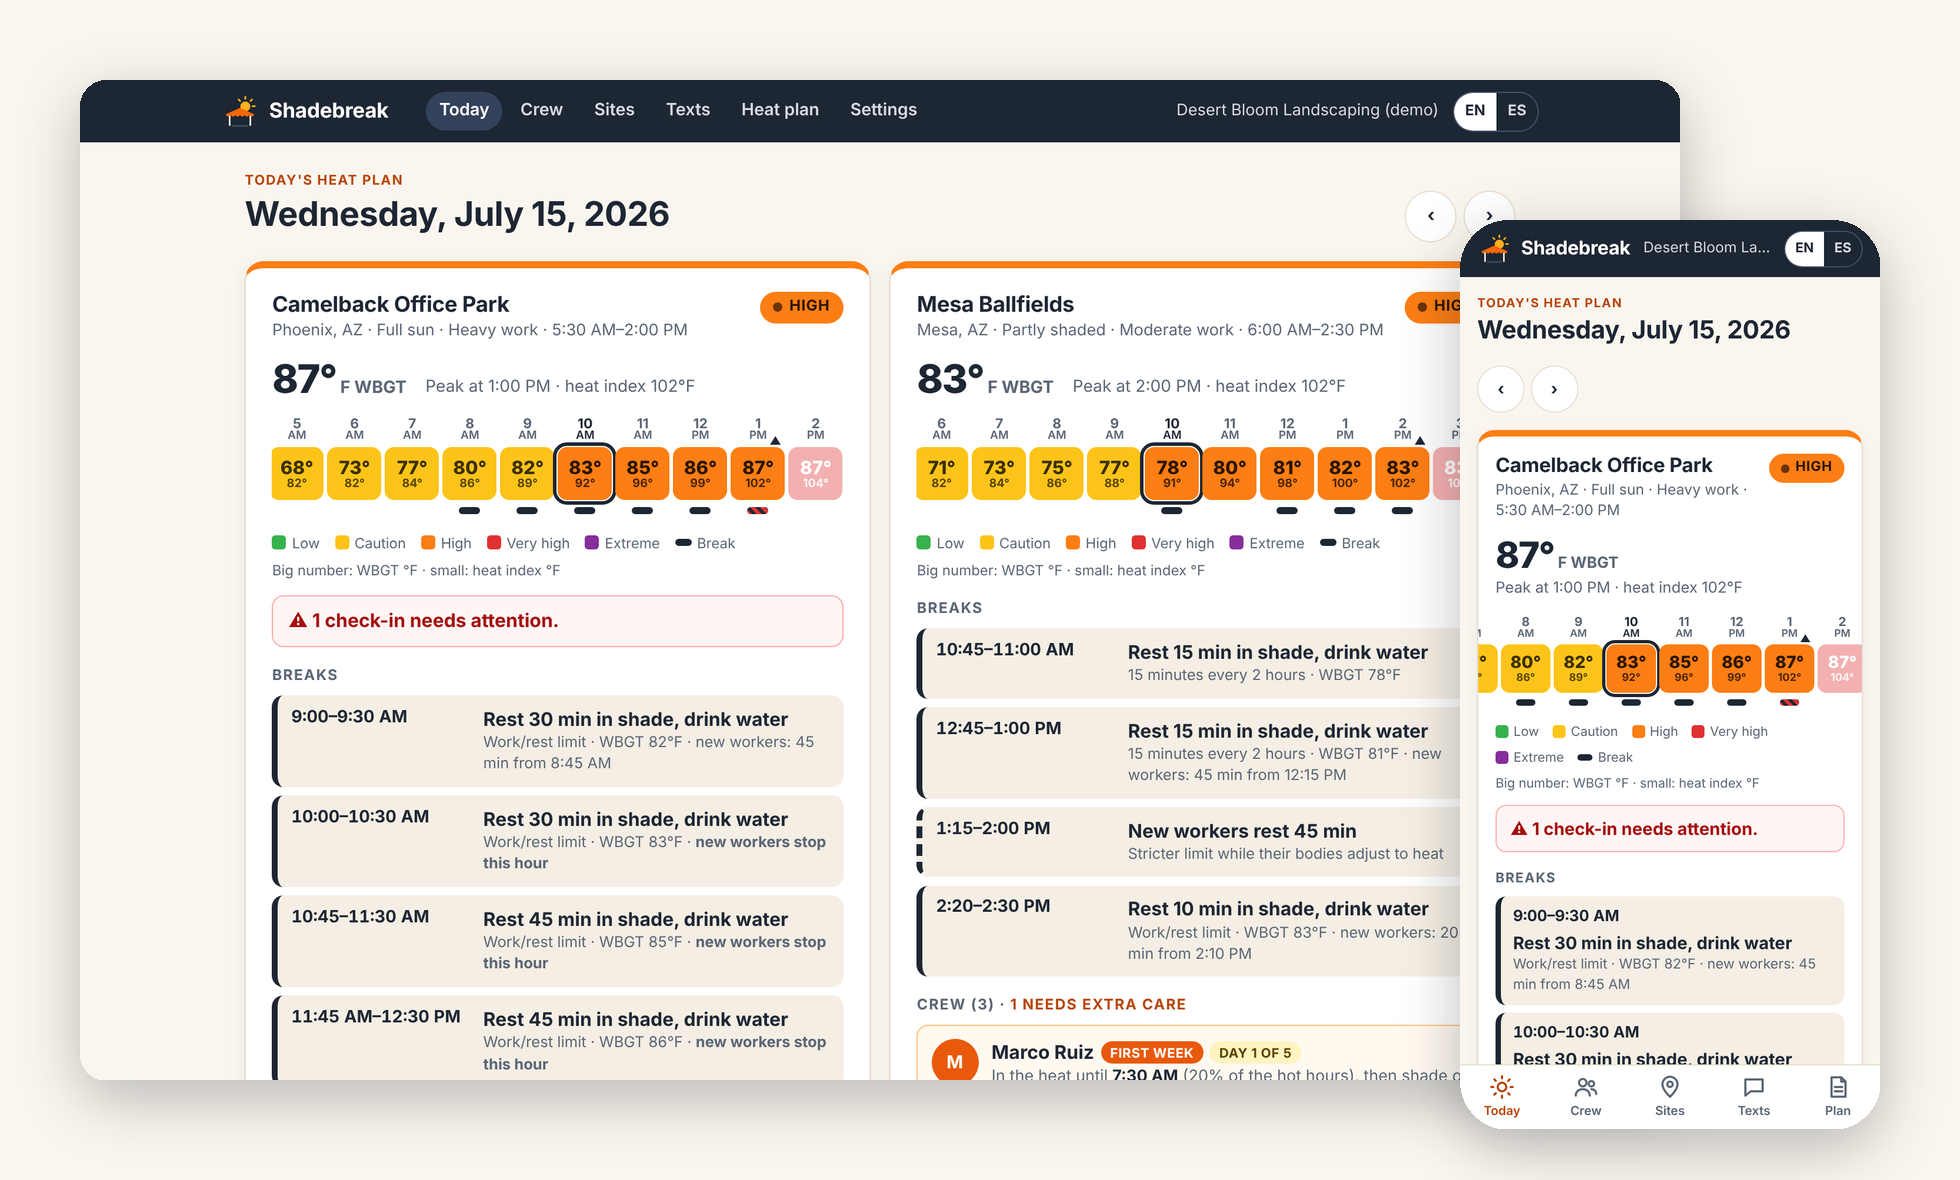 Shadebreak
Today Crew Sites Texts Heat plan Settings
Desert Bloom Landscaping (demo) EN ES
TODAY'S HEAT PLAN
Wednesday, July 15, 2026
‹ ›
Camelback Office Park
HIGH
Phoenix, AZ · Full sun · Heavy work · 5:30 AM–2:00 PM
87° F WBGT Peak at 1:00 PM · heat index 102°F
5 6 7 8 9 10 11 12 1 2
AM AM AM AM AM AM AM PM PM PM
68° 73° 77° 80° 82° 83° 85° 86° 87° 87°
82° 82° 84° 86° 89° 92° 96° 99° 102° 104°
Low Caution High Very high Extreme Break
Big number: WBGT °F · small: heat index °F
1 check-in needs attention.
BREAKS
9:00–9:30 AM
Rest 30 min in shade, drink water
Work/rest limit · WBGT 82°F · new workers: 45
min from 8:45 AM
10:00–10:30 AM
Rest 30 min in shade, drink water
Work/rest limit · WBGT 83°F · new workers stop
this hour
10:45–11:30 AM
Rest 45 min in shade, drink water
Work/rest limit · WBGT 85°F · new workers stop
this hour
11:45 AM–12:30 PM
Rest 45 min in shade, drink water
Work/rest limit · WBGT 86°F · new workers stop
this hour
Mesa Ballfields
HIG
Mesa, AZ · Partly shaded · Moderate work · 6:00 AM–2:30 PM
83° F WBGT Peak at 2:00 PM · heat index 102°F
6 7 8 9 10 11 12 1 2
AM AM AM AM AM AM PM PM PM
71° 73° 75° 77° 78° 80° 81° 82° 83°
82° 84° 86° 88° 91° 94° 98° 100° 102°
Low Caution High Very high Extreme Break
Big number: WBGT °F · small: heat index °F
BREAKS
10:45–11:00 AM
Rest 15 min in shade, drink water
15 minutes every 2 hours · WBGT 78°F
12:45–1:00 PM
Rest 15 min in shade, drink water
15 minutes every 2 hours · WBGT 81°F · new
workers: 45 min from 12:15 PM
1:15–2:00 PM
New workers rest 45 min
Stricter limit while their bodies adjust to heat
2:20–2:30 PM
Rest 10 min in shade, drink water
Work/rest limit · WBGT 83°F · new workers: 20
min from 2:10 PM
CREW (3) · 1 NEEDS EXTRA CARE
M
Marco Ruiz FIRST WEEK DAY 1 OF 5
In the heat until 7:30 AM (20% of the hot hours), then shade
Shadebreak Desert Bloom La... EN ES
TODAY'S HEAT PLAN
Wednesday, July 15, 2026
‹ ›
Camelback Office Park
HIGH
Phoenix, AZ · Full sun · Heavy work ·
5:30 AM–2:00 PM
87° F WBGT
Peak at 1:00 PM · heat index 102°F
8 9 10 11 12 1 2
AM AM AM AM PM PM PM
80° 82° 83° 85° 86° 87° 87°
86° 89° 92° 96° 99° 102° 104°
Low Caution High Very high
Extreme Break
Big number: WBGT °F · small: heat index °F
1 check-in needs attention.
BREAKS
9:00–9:30 AM
Rest 30 min in shade, drink water
Work/rest limit · WBGT 82°F · new workers: 45
min from 8:45 AM
10:00–10:30 AM
Rest 30 min in shade, drink water
Today Crew Sites Texts Plan